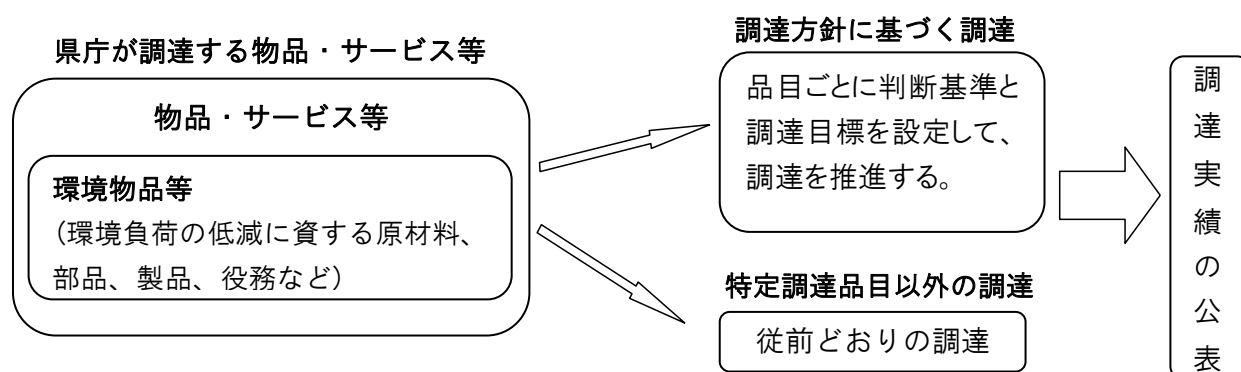 県庁が調達する物品・サービス等
物品・サービス等
環境物品等
(環境負荷の低減に資する原材料、
部品、製品、役務など)
調達方針に基づく調達
品目ごとに判断基準と
調達目標を設定して、
調達を推進する。
特定調達品目以外の調達
従前どおりの調達
調達実績の公表